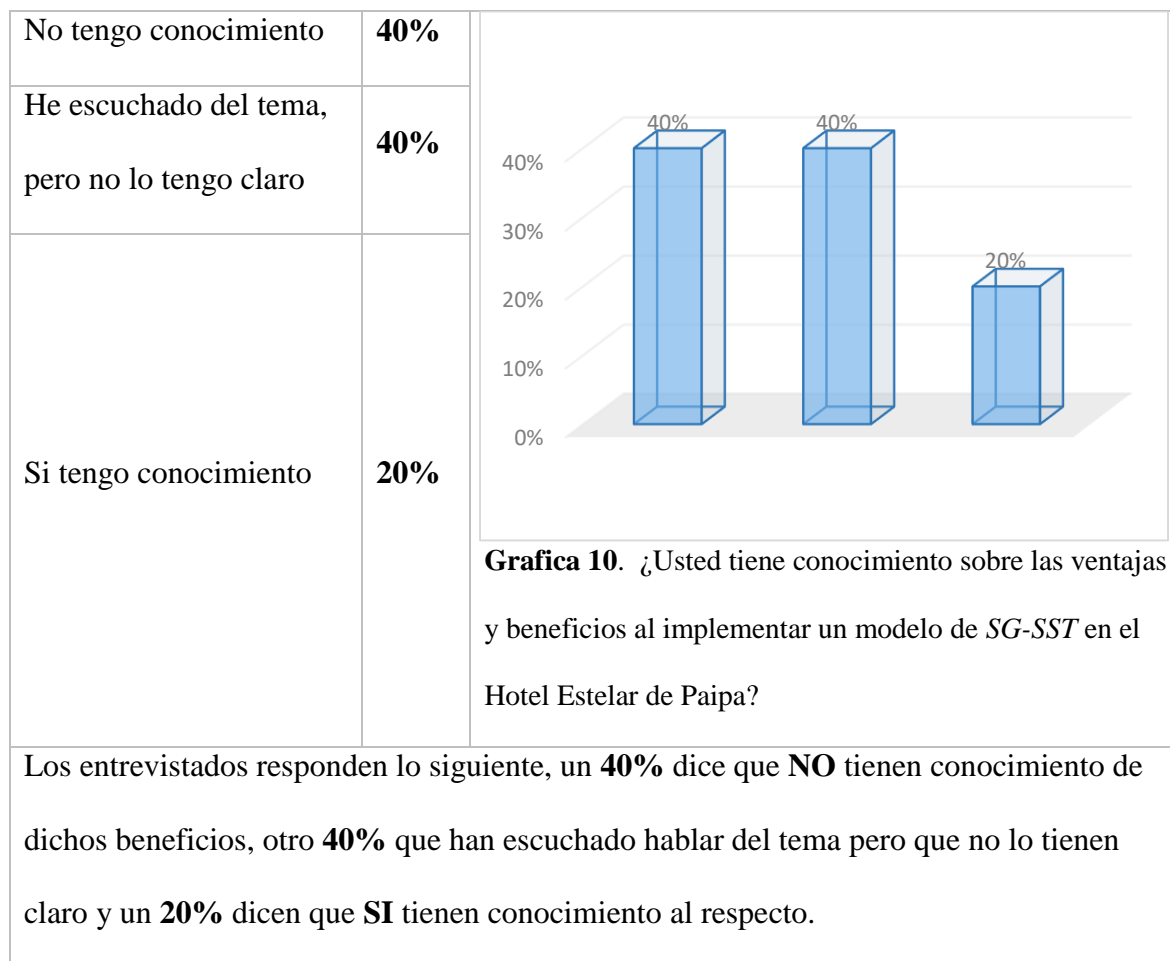 No tengo conocimiento
40%
He escuchado del tema,
pero no lo tengo claro
40%
Si tengo conocimiento
20%
40%
40%
20%
40%
30%
20%
10%
0%
Grafica 10. ¿Usted tiene conocimiento sobre las ventajas
y beneficios al implementar un modelo de SG-SST en el
Hotel Estelar de Paipa?
Los entrevistados responden lo siguiente, un 40% dice que NO tienen conocimiento de
dichos beneficios, otro 40% que han escuchado hablar del tema pero que no lo tienen
claro y un 20% dicen que SI tienen conocimiento al respecto.